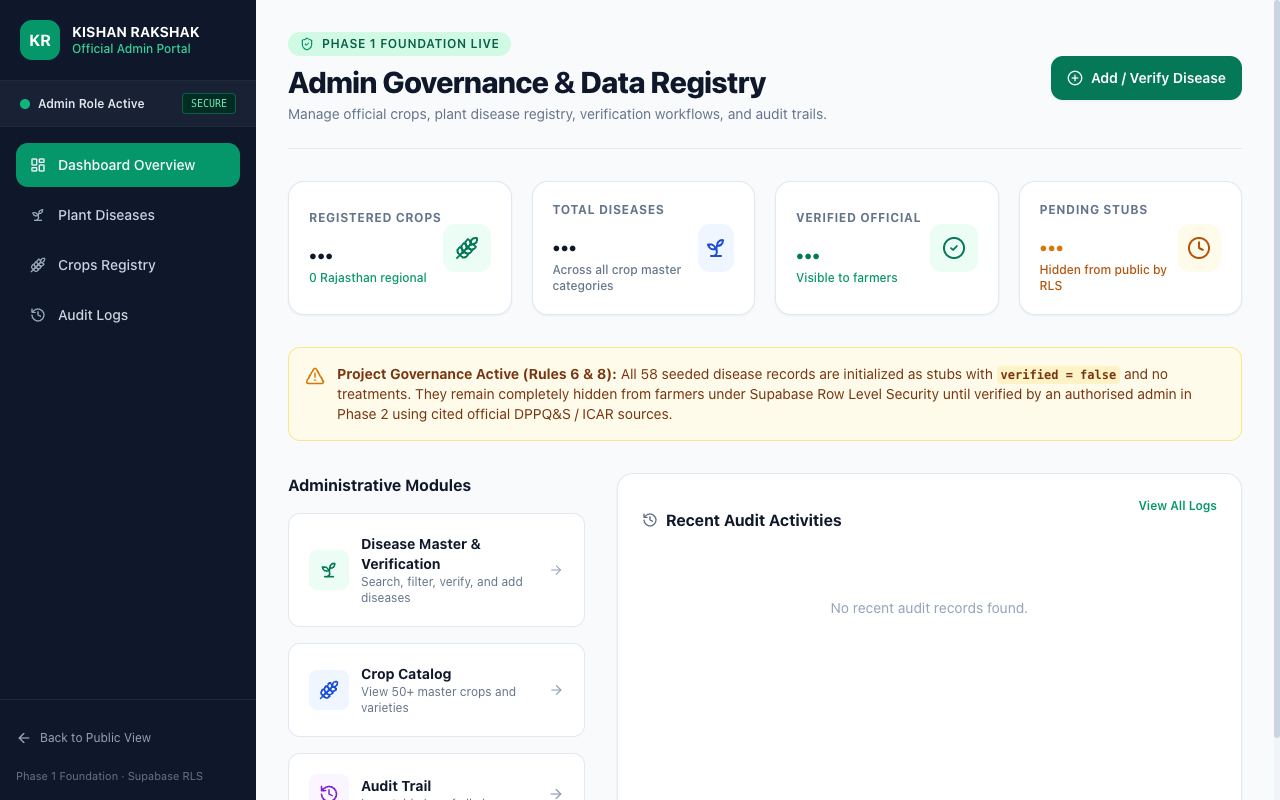 KR
KISHAN RAKSHAK
Official Admin Portal
Admin Role Active
SECURE
Dashboard Overview
Plant Diseases
Crops Registry
Audit Logs
Back to Public View
Phase 1 Foundation · Supabase RLS
PHASE 1 FOUNDATION LIVE
Admin Governance & Data Registry
Manage official crops, plant disease registry, verification workflows, and audit trails.
Add / Verify Disease
REGISTERED CROPS
•••
0 Rajasthan regional
TOTAL DISEASES
•••
Across all crop master
categories
VERIFIED OFFICIAL
•••
Visible to farmers
PENDING STUBS
•••
Hidden from public by
RLS
Project Governance Active (Rules 6 & 8): All 58 seeded disease records are initialized as stubs with verified = false and no
treatments. They remain completely hidden from farmers under Supabase Row Level Security until verified by an authorised admin in
Phase 2 using cited official DPPQ&S / ICAR sources.
Administrative Modules
Disease Master &
Verification
Search, filter, verify, and add
diseases
Crop Catalog
View 50+ master crops and
varieties
Audit Trail
Recent Audit Activities
View All Logs
No recent audit records found.